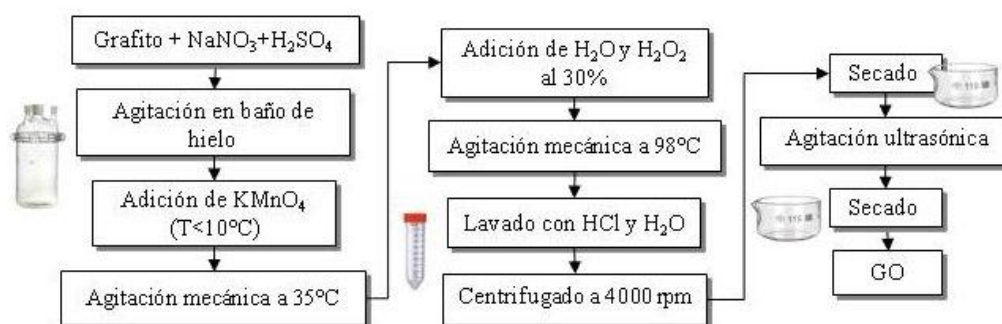 Grafito + NaNO₃+H₂SO₄
Agitación en baño de
hielo
Adición de KMnO₄
(T<10ºC)
Agitación mecánica a 35ºC
Adición de H₂O y H₂O₂
al 30%
Agitación mecánica a 98ºC
Lavado con HCl y H₂O
Centrifugado a 4000 rpm
Secado
Agitación ultrasónica
Secado
GO